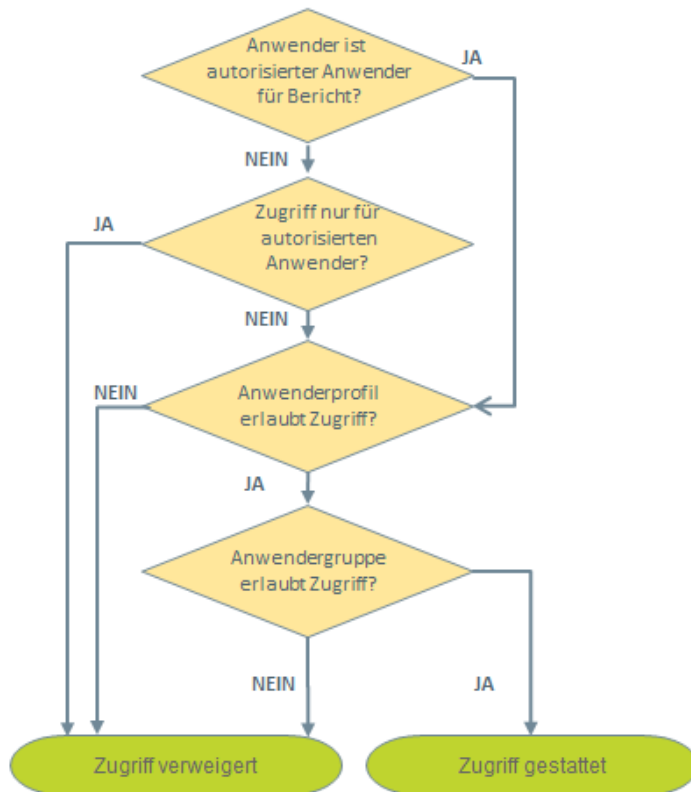 Anwender ist
autorisierter Anwender
für Bericht?
JA
NEIN
Zugriff nur für
autorisierten
Anwender?
JA
NEIN
Anwenderprofil
erlaubt Zugriff?
NEIN
JA
Anwendergruppe
erlaubt Zugriff?
NEIN
JA
Zugriff verweigert
Zugriff gestattet